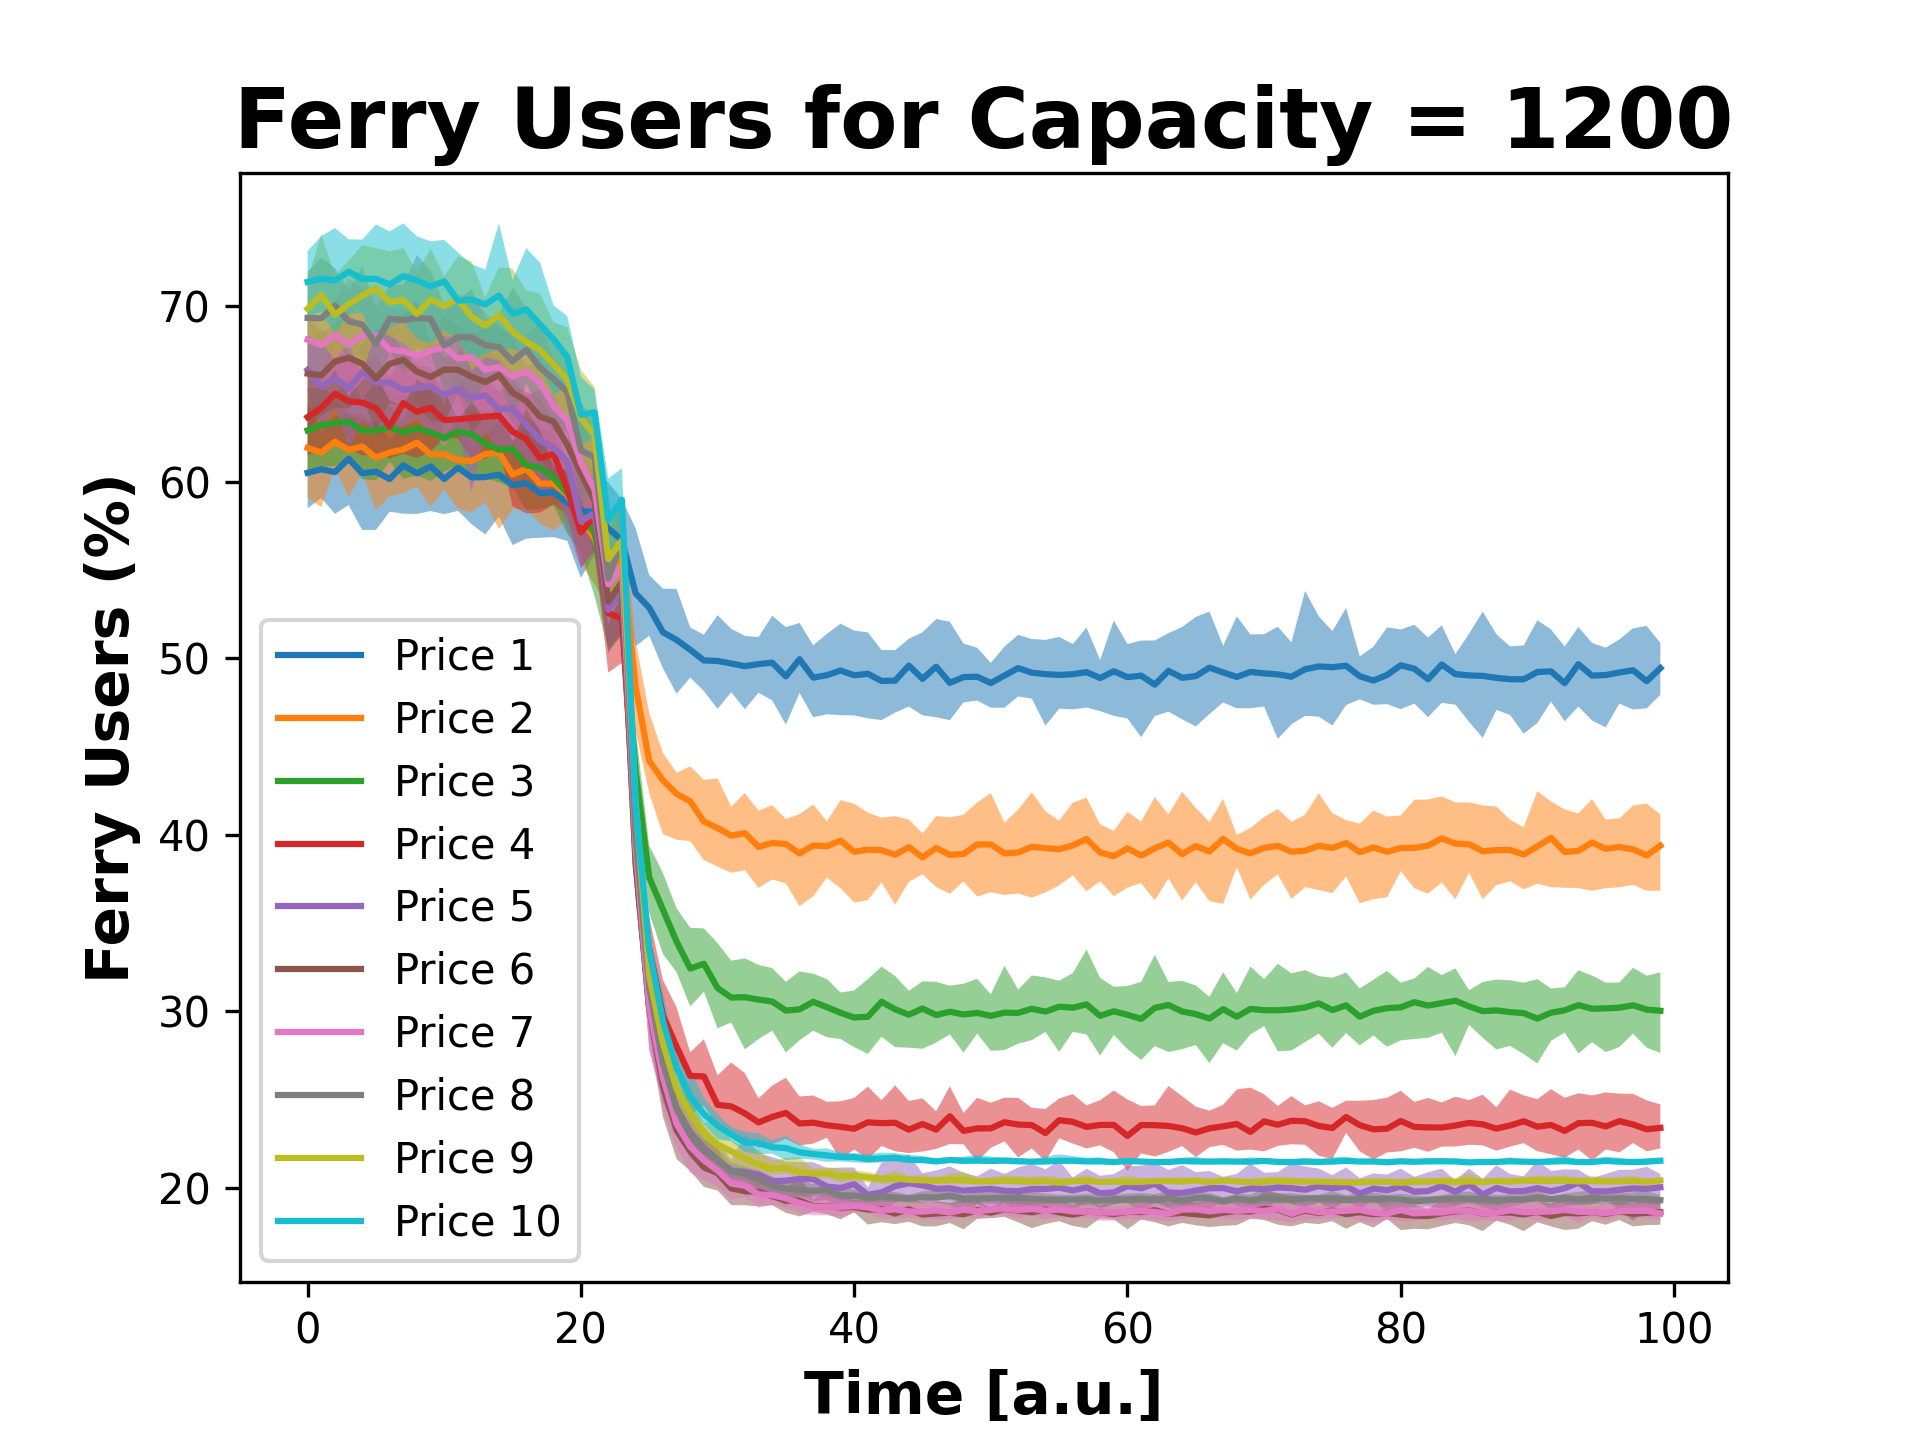 Ferry Users for Capacity = 1200
Ferry Users (%)
70
60
50
40
30
20
Price 1
Price 2
Price 3
Price 4
Price 5
Price 6
Price 7
Price 8
Price 9
Price 10
0 20 40 60 80 100
Time [a.u.]